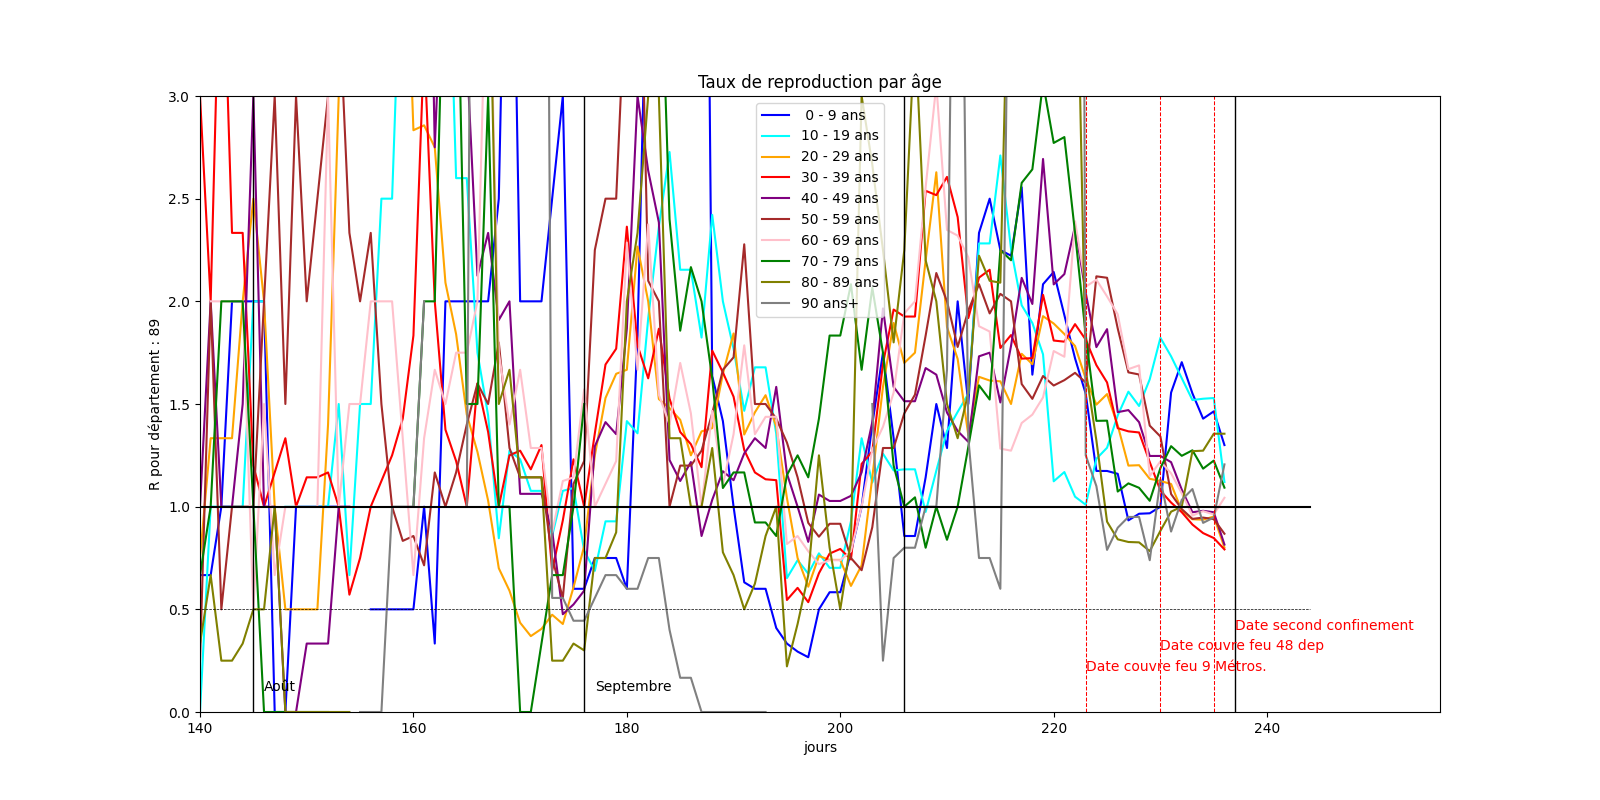 Taux de reproduction par âge
R pour département : 89
3.0
2.5
2.0
1.5
1.0
0.5
0.0
0 - 9 ans
10 - 19 ans
20 - 29 ans
30 - 39 ans
40 - 49 ans
50 - 59 ans
60 - 69 ans
70 - 79 ans
80 - 89 ans
90 ans+
Date second confinement
Date couvre feu 48 dep
Date couvre feu 9 Métros.
Août
Septembre
140
160
180
200
220
240
jours